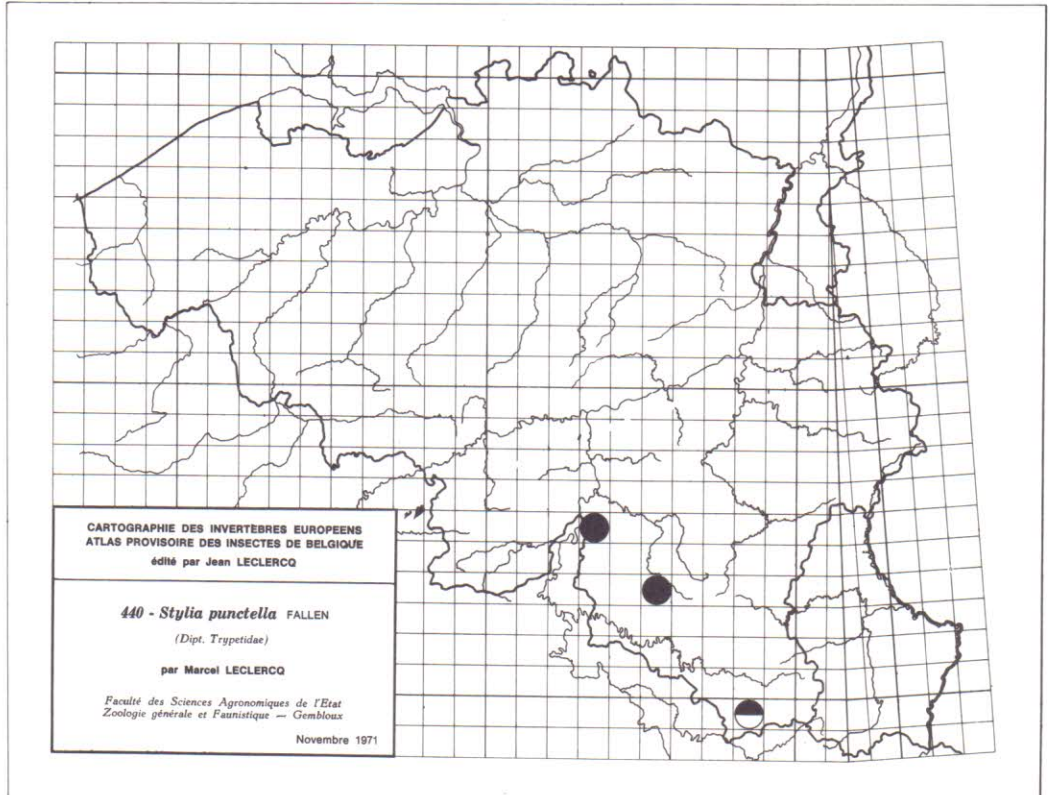 CARTOGRAPHIE DES INVERTÈBRES EUROPEENS
ATLAS PROVISOIRE DES INSECTES DE BELGIQUE
édité par Jean LECLERCQ
440 - Stylia punctella FALLEN
(Dipt. Trypetidae)
par Marcel LECLERCQ
Faculté des Sciences Agronomiques de l'Etat
Zoologie générale et Faunistique — Gembloux
Novembre 1971